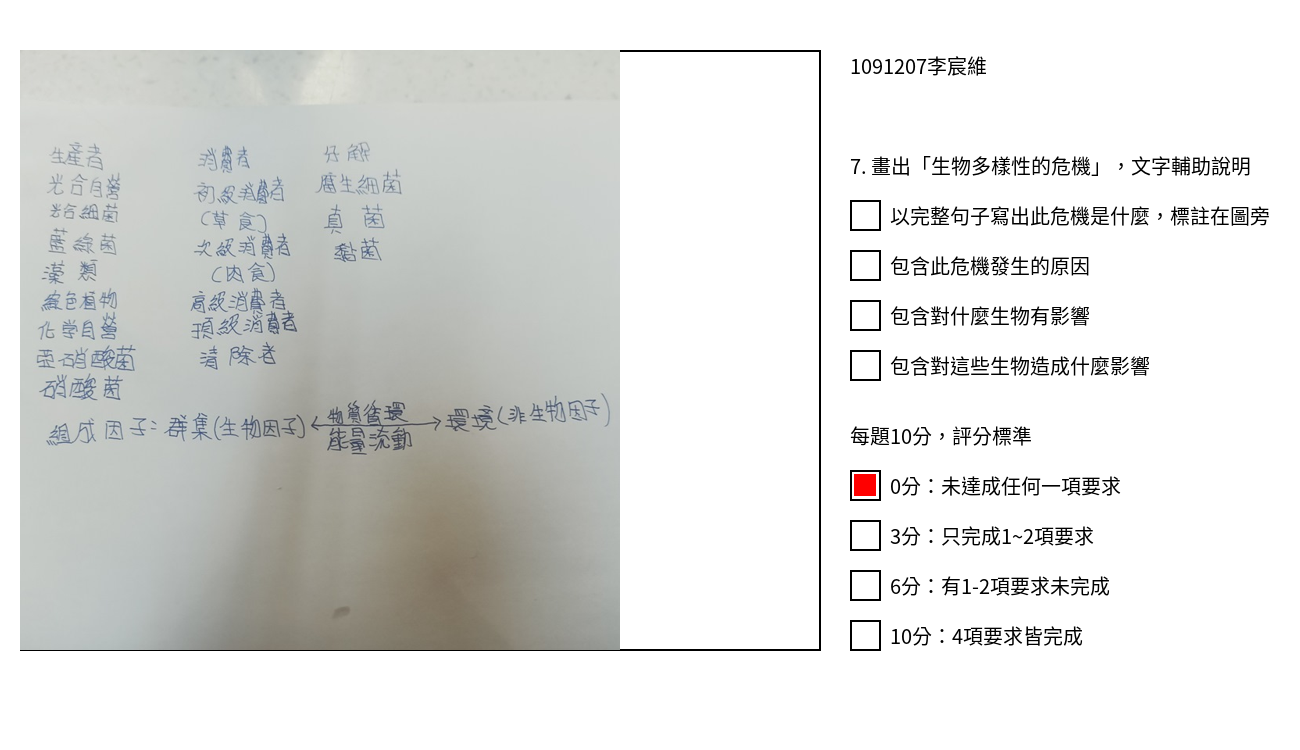 生產者
光合自營
光合細菌
藍綠菌
藻類
綠色植物
化学自營
亜硝酸菌
硝酸菌
消費者
初級消費者
(草食)
次級消費者
(肉食)
高級消費者
頂級消費者
清除者
分解
腐生細菌
真菌
黏菌
組成因子:群集(生物因子)
物質循環
能量流動
環境(非生物因子)
1091207李宸維
7. 畫出「生物多樣性的危機」，文字輔助說明
以完整句子寫出此危機是什麼，標註在圖旁
包含此危機發生的原因
包含對什麼生物有影響
包含對這些生物造成什麼影響
每題10分，評分標準
0分：未達成任何一項要求
3分：只完成1~2項要求
6分：有1-2項要求未完成
10分：4項要求皆完成